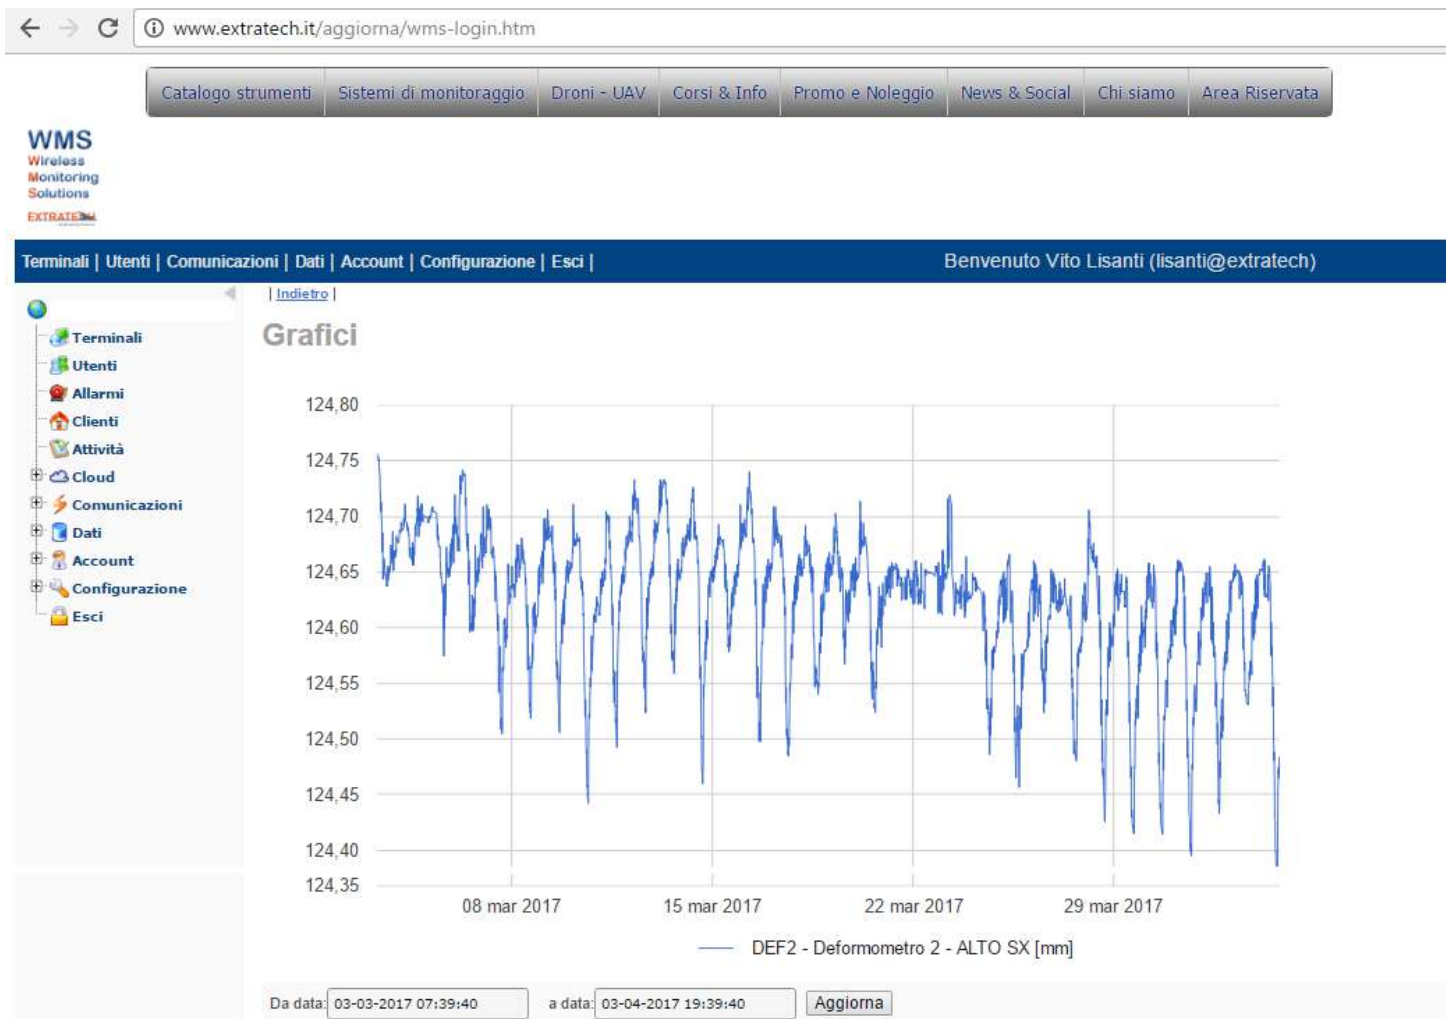 www.extratech.it/aggiorna/wms-login.htm
Catalogo strumenti Sistemi di monitoraggio Droni - UAV Corsi & Info Promo e Noleggio News & Social Chi siamo Area Riservata
WMS
Wireless
Monitoring
Solutions
EXTRATECH
Terminali | Utenti | Comunicazioni | Dati | Account | Configurazione | Esci |
Benvenuto Vito Lisanti (lisanti@extratech)
| Indietro |
Terminali
Utenti
Allarmi
Clienti
Attività
Cloud
Comunicazioni
Dati
Account
Configurazione
Esci
Grafici
124,80
124,75
124,70
124,65
124,60
124,55
124,50
124,45
124,40
124,35
08 mar 2017 15 mar 2017 22 mar 2017 29 mar 2017
DEF2 - Deformometro 2 - ALTO SX [mm]
Da data: 03-03-2017 07:39:40 a data: 03-04-2017 19:39:40 Aggiorna